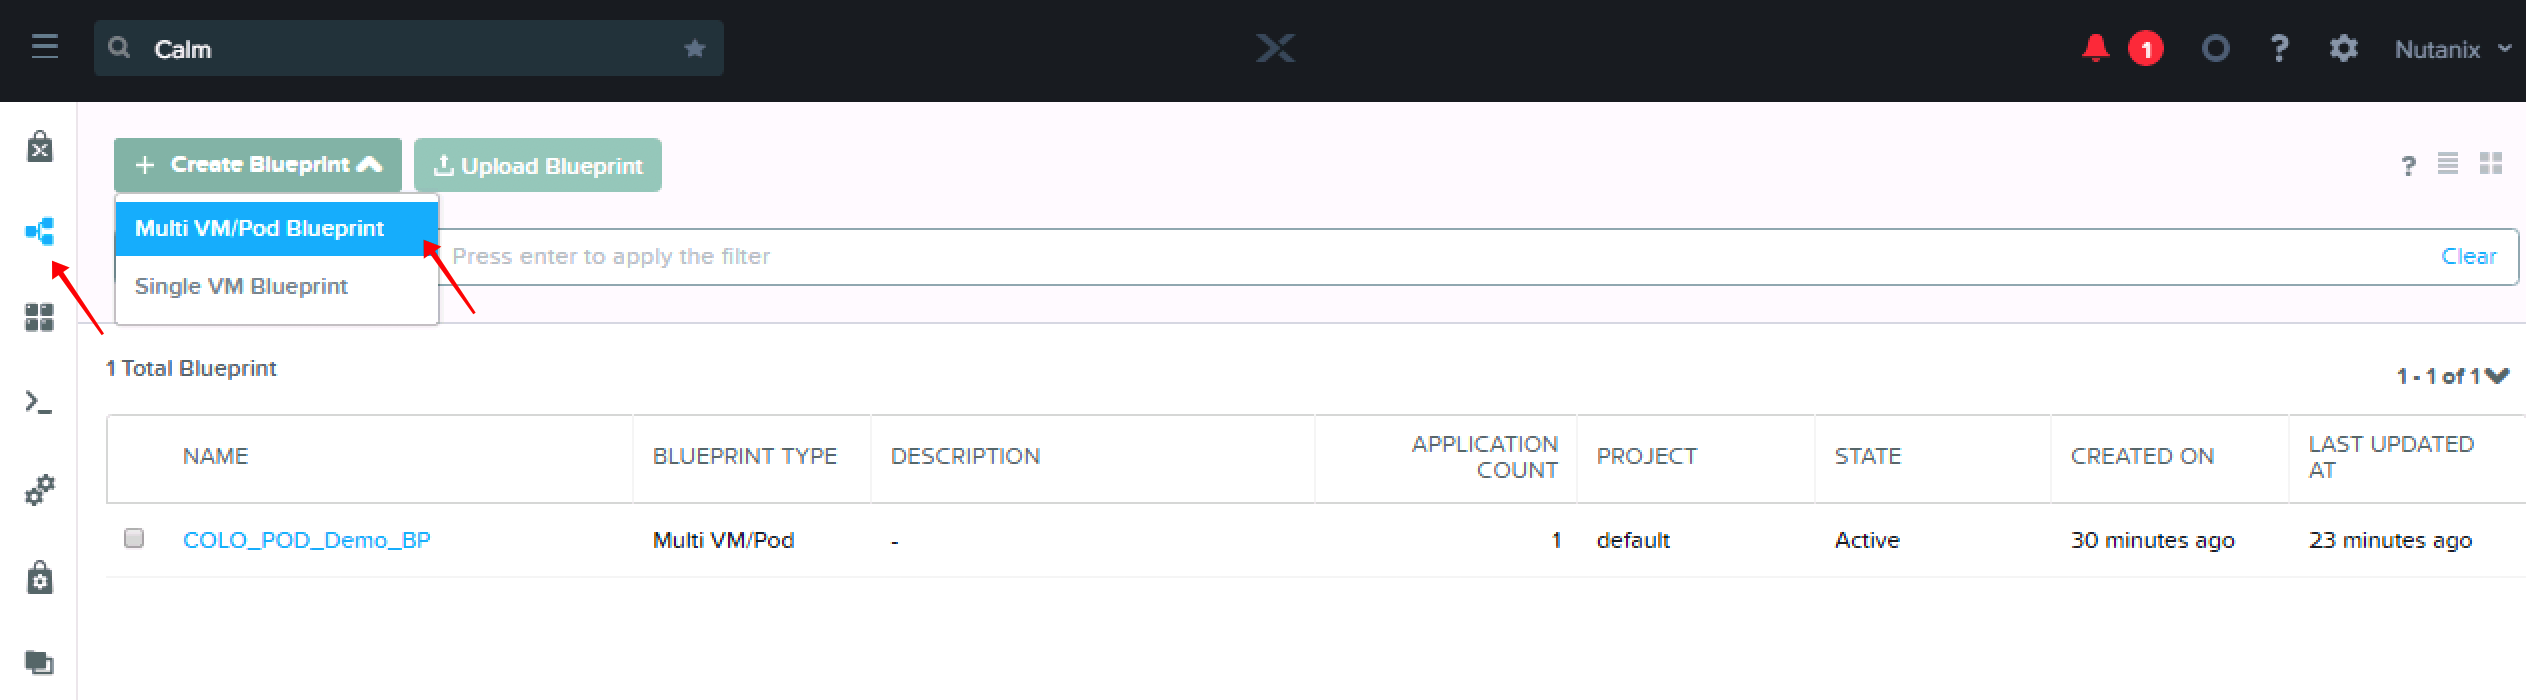 Calm
1
?
Nutanix
+ Create Blueprint
Upload Blueprint
?
Multi VM/Pod Blueprint
Press enter to apply the filter
Clear
Single VM Blueprint
1 Total Blueprint
1 - 1 of 1
NAME
BLUEPRINT TYPE
DESCRIPTION
APPLICATION
COUNT
PROJECT
STATE
CREATED ON
LAST UPDATED
AT
COLO_POD_Demo_BP
Multi VM/Pod
-
1
default
Active
30 minutes ago
23 minutes ago